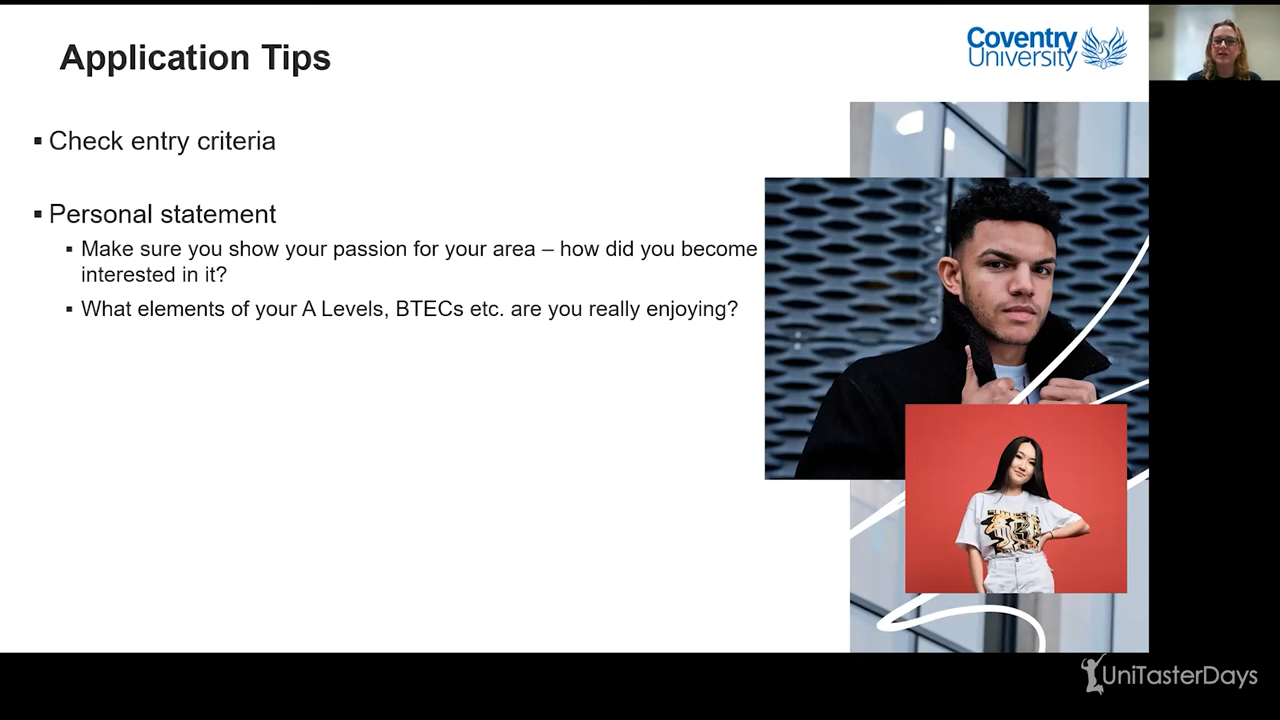 Application Tips
Coventry
University
▪ Check entry criteria
▪ Personal statement
▪ Make sure you show your passion for your area – how did you become
interested in it?
▪ What elements of your A Levels, BTECs etc. are you really enjoying?
UniTasterDays